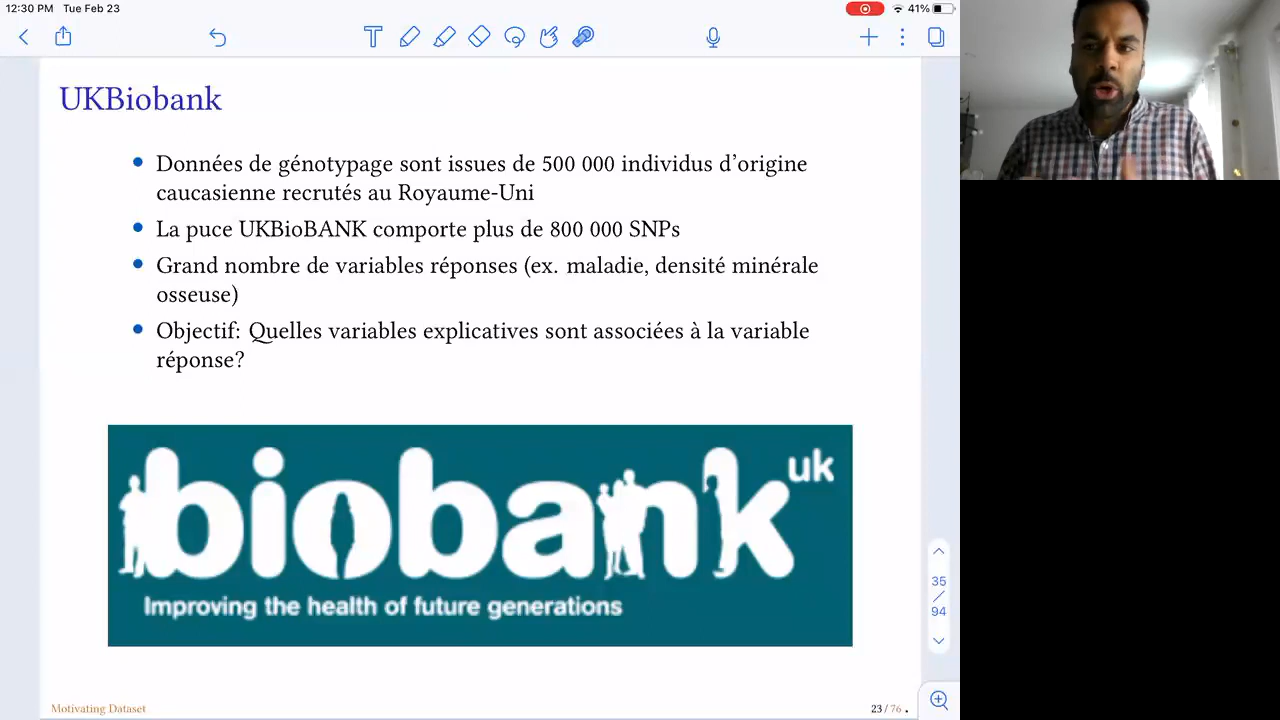 12:30 PM Tue Feb 23
41%
UKBiobank
Données de génotypage sont issues de 500 000 individus d'origine
caucasienne recrutés au Royaume-Uni
La puce UKBioBANK comporte plus de 800 000 SNPs
Grand nombre de variables réponses (ex. maladie, densité minérale
osseuse)
Objectif: Quelles variables explicatives sont associées à la variable
réponse?
biobank uk
Improving the health of future generations
35
/
94
Motivating Dataset
23 / 76